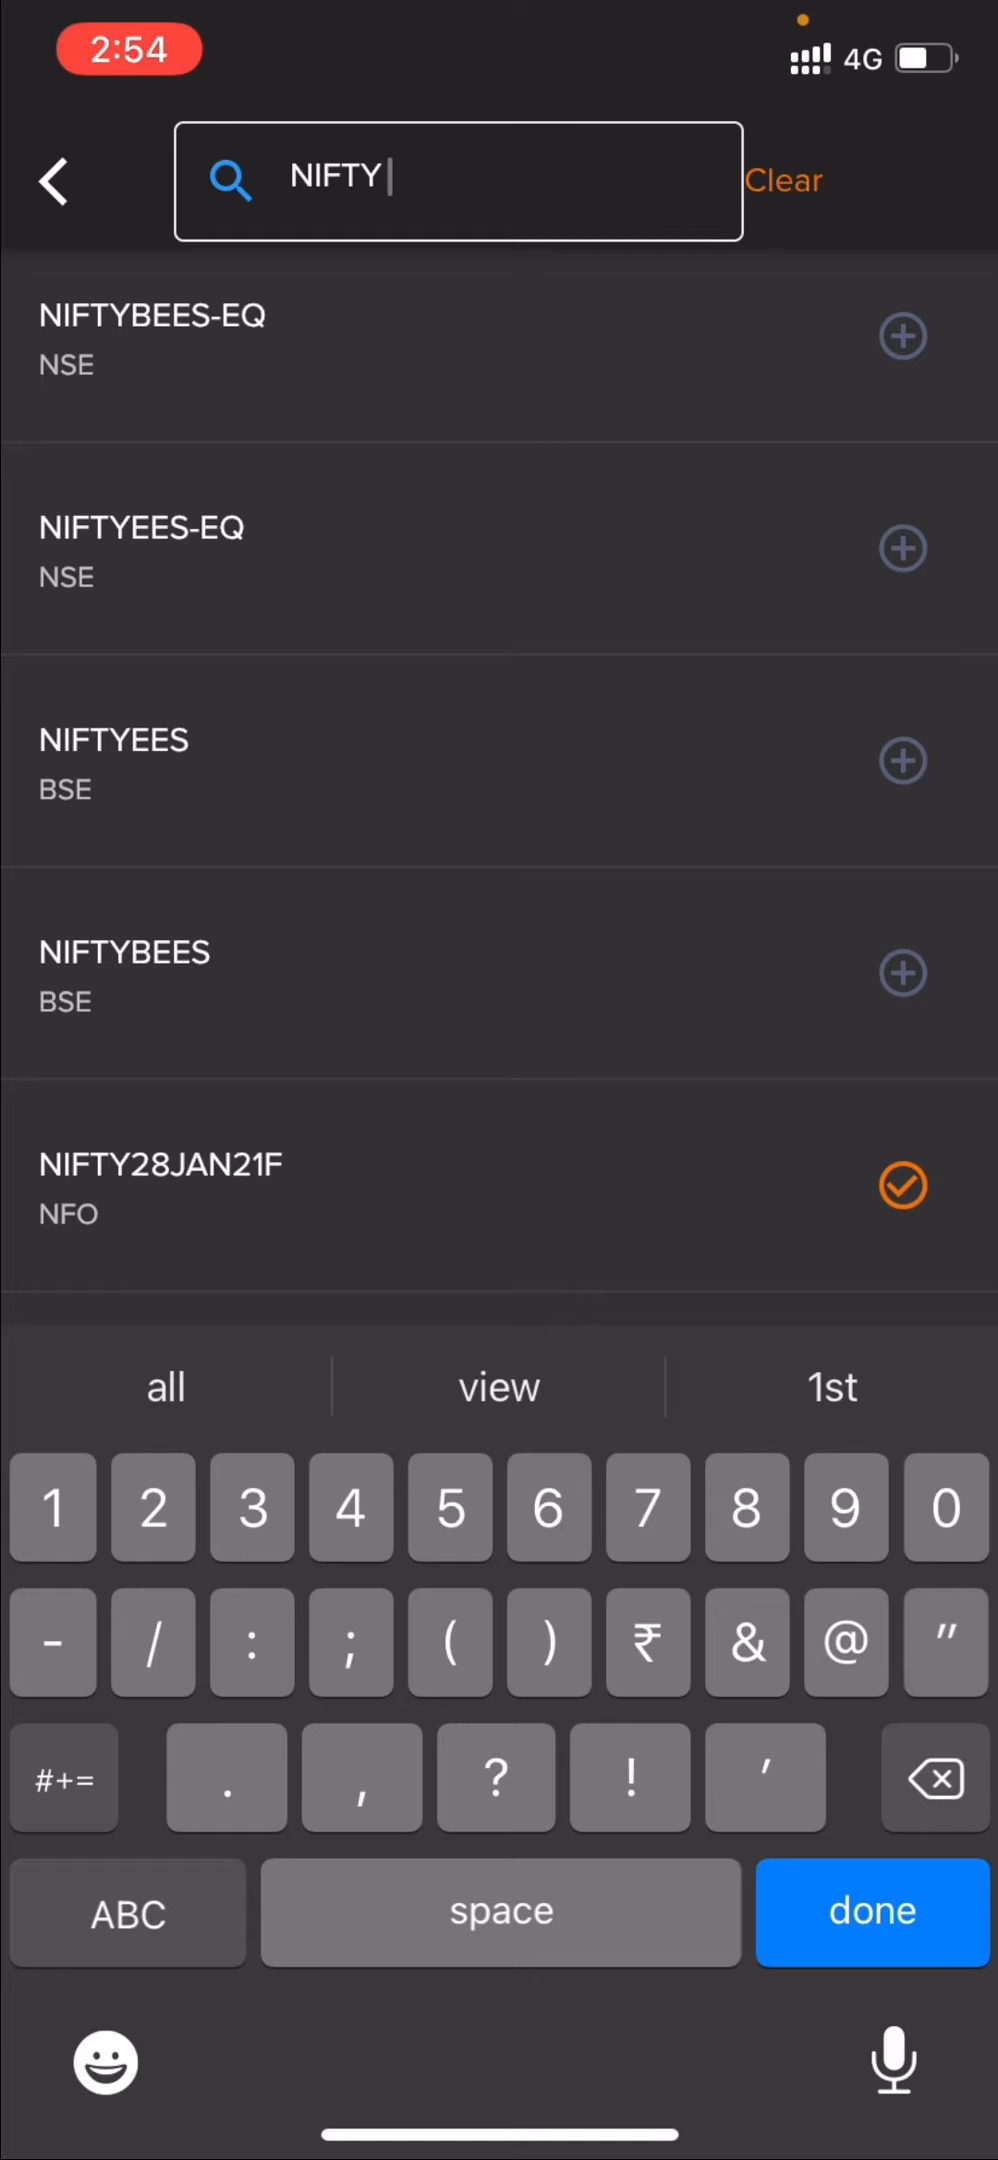 2:54
4G
NIFTY
Clear
NIFTYBEES-EQ
NSE
NIFTYEES-EQ
NSE
NIFTYEES
BSE
NIFTYBEES
BSE
NIFTY28JAN21F
NFO
all view 1st
1 2 3 4 5 6 7 8 9 0
- / : ; ( ) ₹ & @ "
#+= . , ? ! '
ABC space done